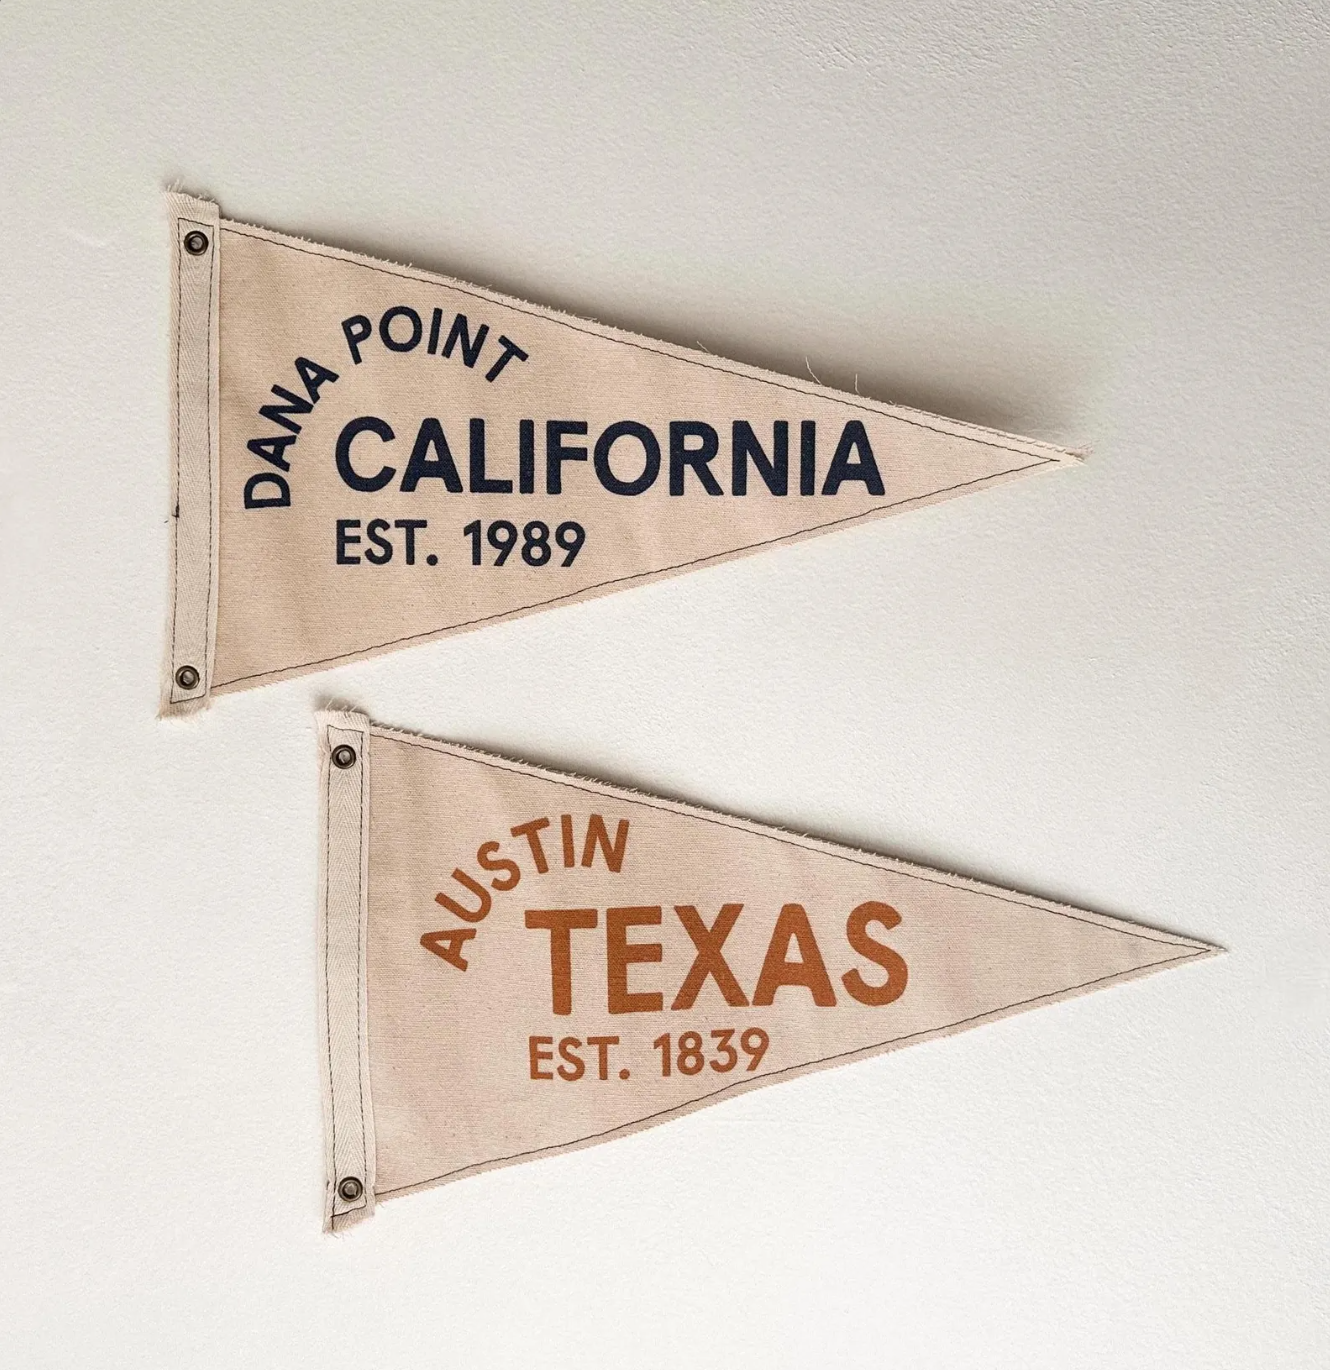 DANA POINT
CALIFORNIA
EST. 1989
AUSTIN
TEXAS
EST. 1839